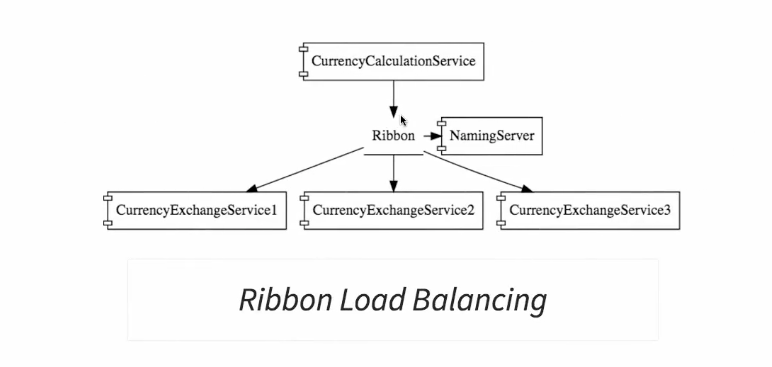 CurrencyCalculationService
Ribbon
NamingServer
CurrencyExchangeService1
CurrencyExchangeService2
CurrencyExchangeService3
Ribbon Load Balancing